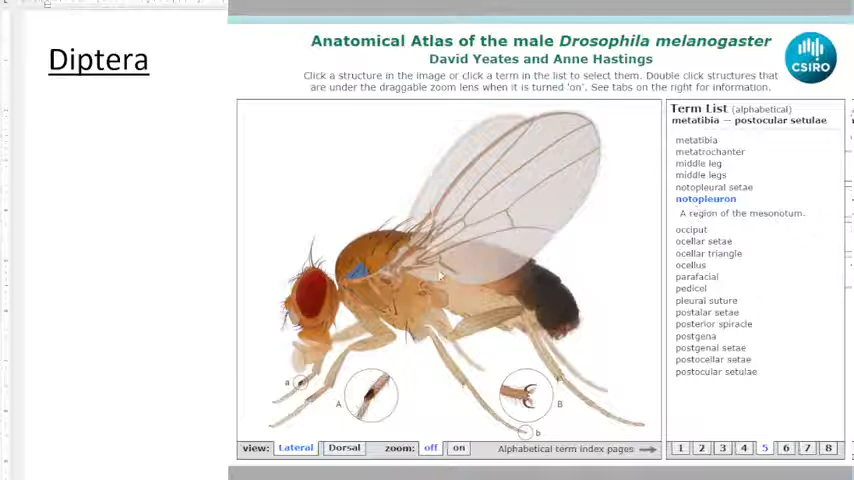 Diptera
Anatomical Atlas of the male Drosophila melanogaster
David Yeates and Anne Hastings
Click a structure in the image or click a term in the list to select them. Double click structures that
are under the draggable zoom lens when it is turned 'on'. See tabs on the right for information.
CSIRO
Term List (alphabetical)
metatibia — postocular setulae
metatibia
metatrochanter
middle leg
middle legs
notopleural setae
notopleuron
A region of the mesonotum.
occiput
ocellar setae
ocellar triangle
ocellus
parafacial
pedicel
pleural suture
postalar setae
posterior spiracle
postgena
postgenal setae
postocellar setae
postocular setulae
a
A
B
b
view: Lateral Dorsal zoom: off on Alphabetical term index pages 1 2 3 4 5 6 7 8